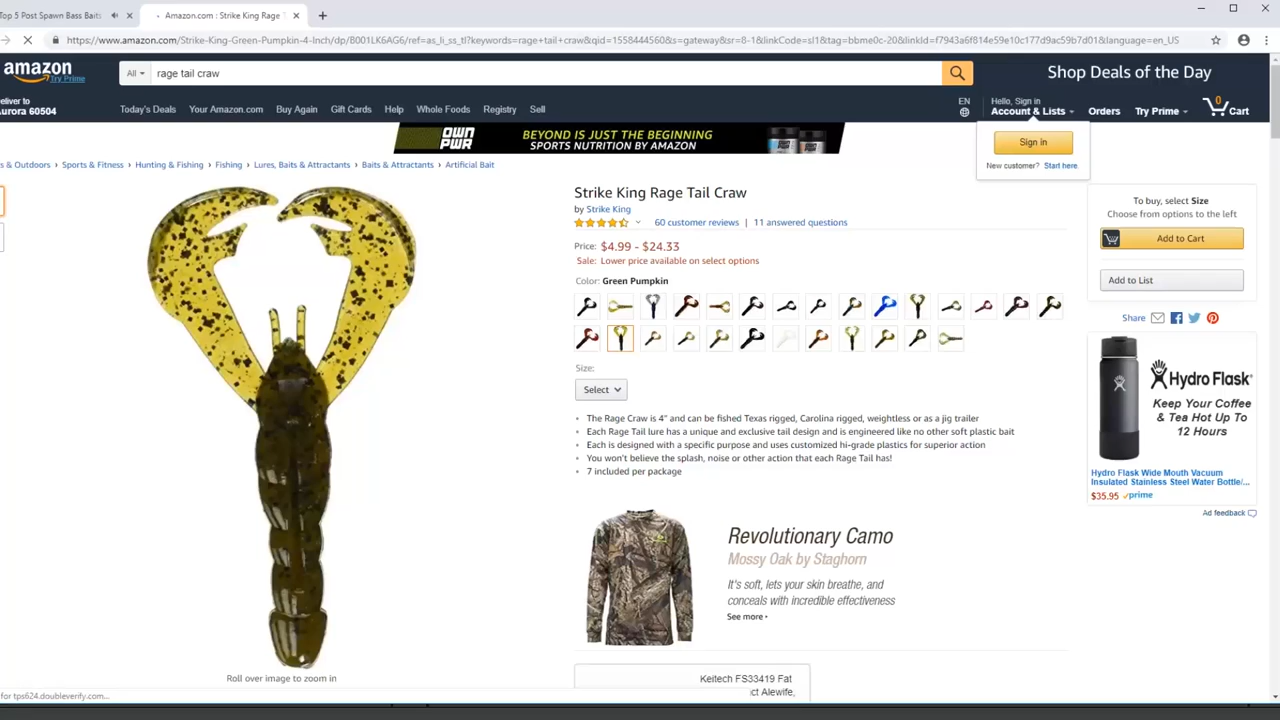 Top 5 Post Spawn Bass Baits
Amazon.com : Strike King Rage T
https://www.amazon.com/Strike-King-Green-Pumpkin-4-Inch/dp/B001LK6AG6/ref=as_li_ss_tl?keywords=rage+tail+craw&qid=1558444560&s=gateway&sr=8-1&linkCode=sl1&tag=bbme0c-20&linkId=f7943a6f814e59e10c177d9ac59b7d01&language=en_US
amazon
Try Prime
All
rage tail craw
Shop Deals of the Day
eliver to
urora 60504
Today's Deals
Your Amazon.com
Buy Again
Gift Cards
Help
Whole Foods
Registry
Sell
EN
Hello, Sign in
Account & Lists
Orders
Try Prime
0
Cart
OWN PWR
BEYOND IS JUST THE BEGINNING
SPORTS NUTRITION BY AMAZON
Sign in
New customer? Start here.
s & Outdoors › Sports & Fitness › Hunting & Fishing › Fishing › Lures, Baits & Attractants › Baits & Attractants › Artificial Bait
Strike King Rage Tail Craw
by Strike King
60 customer reviews | 11 answered questions
Price: $4.99 - $24.33
Sale: Lower price available on select options
Color: Green Pumpkin
Size:
Select
• The Rage Craw is 4" and can be fished Texas rigged, Carolina rigged, weightless or as a jig trailer
• Each Rage Tail lure has a unique and exclusive tail design and is engineered like no other soft plastic bait
• Each is designed with a specific purpose and uses customized hi-grade plastics for superior action
• You won't believe the splash, noise or other action that each Rage Tail has!
• 7 included per package
To buy, select Size
Choose from options to the left
Add to Cart
Add to List
Share
Hydro Flask
Keep Your Coffee
& Tea Hot Up To
12 Hours
Hydro Flask Wide Mouth Vacuum
Insulated Stainless Steel Water Bottle/...
$35.95 prime
Ad feedback
Revolutionary Camo
Mossy Oak by Staghorn
It's soft, lets your skin breathe, and
conceals with incredible effectiveness
See more ›
Keitech FS33419 Fat
ct Alewife,
Roll over image to zoom in
for tps624.doubleverify.com...